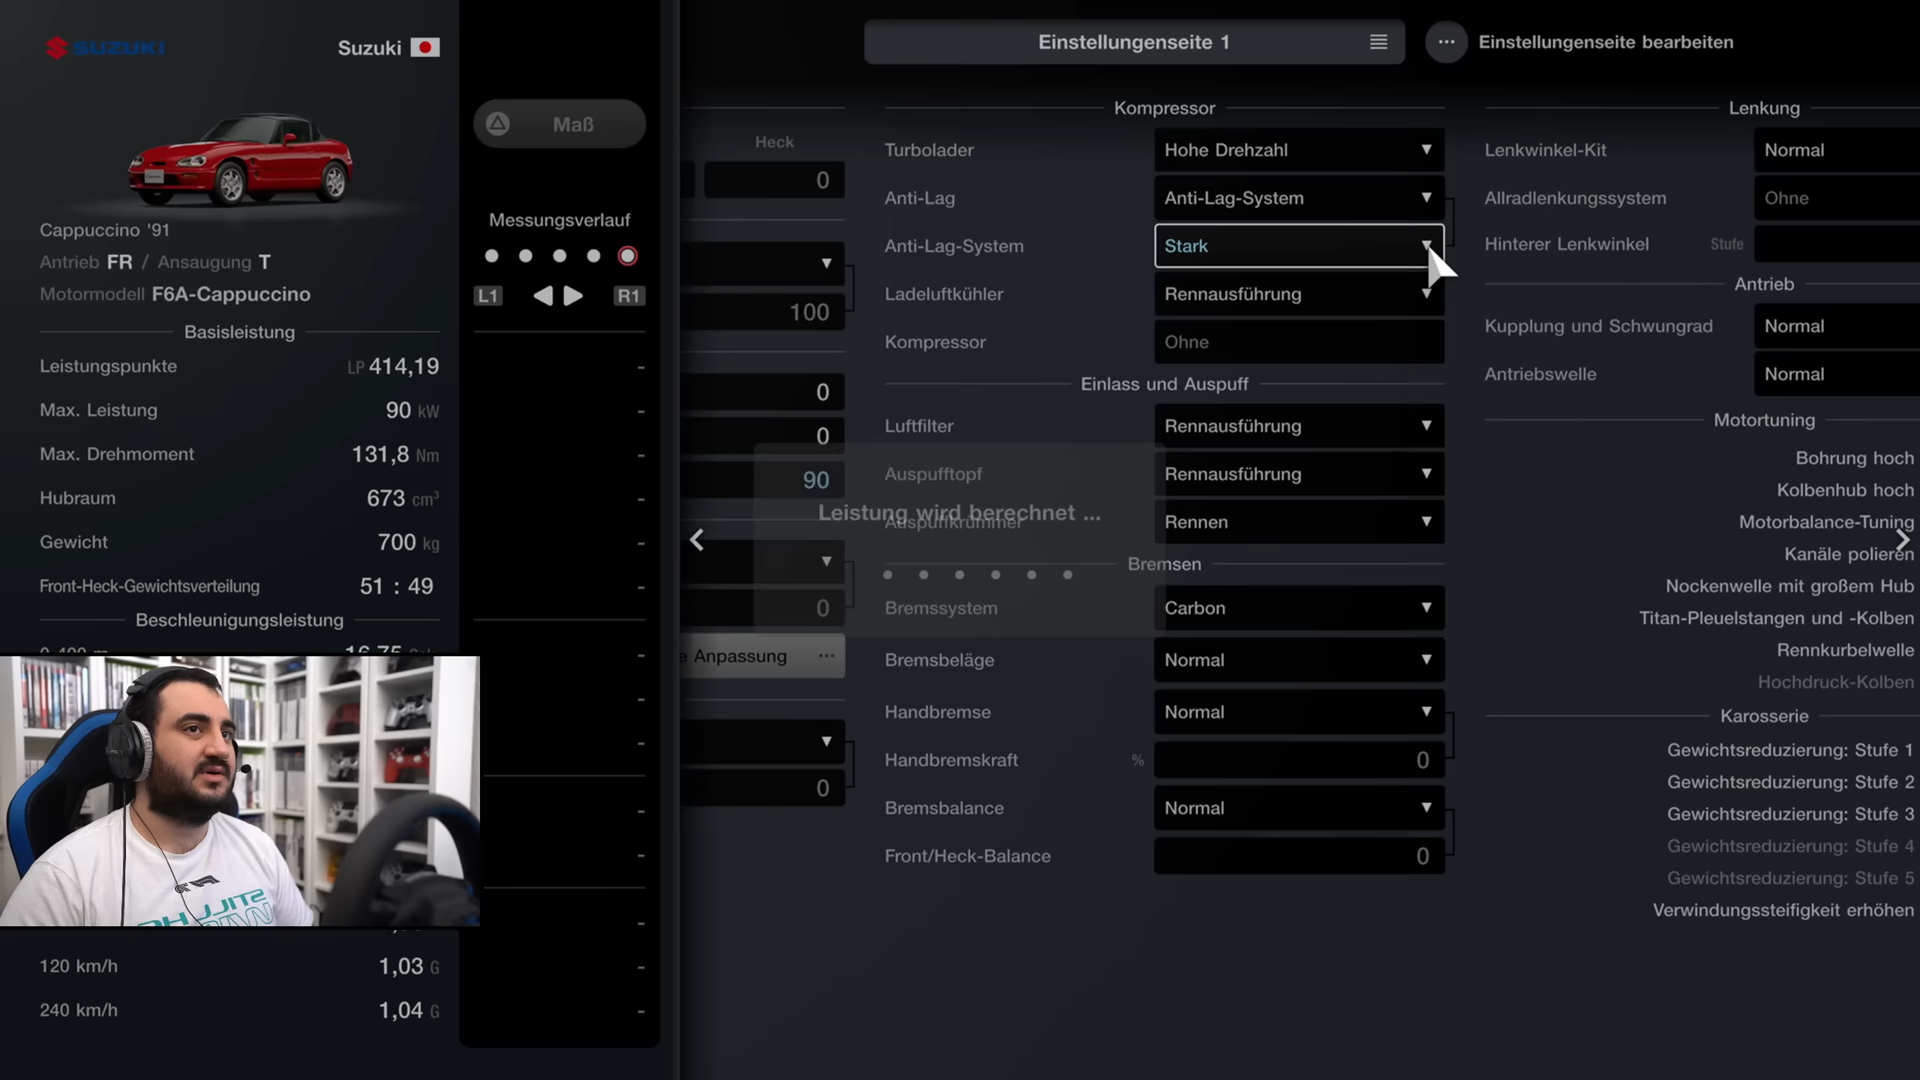 SUZUKI
Suzuki
Cappuccino '91
Antrieb FR / Ansaugung T
Motormodell F6A-Cappuccino
Basisleistung
Leistungspunkte LP 414,19
Max. Leistung 90 kW
Max. Drehmoment 131,8 Nm
Hubraum 673 cm³
Gewicht 700 kg
Front-Heck-Gewichtsverteilung 51 : 49
Beschleunigungsleistung
120 km/h 1,03 G
240 km/h 1,04 G
Maß
Messungsverlauf
L1 R1
Einstellungenseite 1
Einstellungenseite bearbeiten
Heck
0
100
0
0
90
0
e Anpassung
0
Kompressor
Turbolader Hohe Drehzahl
Anti-Lag Anti-Lag-System
Anti-Lag-System Stark
Ladeluftkühler Rennausführung
Kompressor Ohne
Einlass und Auspuff
Luftfilter Rennausführung
Auspufftopf Rennausführung
Auspuffkrümmer Rennen
Leistung wird berechnet ...
Bremsen
Bremssystem Carbon
Bremsbeläge Normal
Handbremse Normal
Handbremskraft % 0
Bremsbalance Normal
Front/Heck-Balance 0
Lenkung
Lenkwinkel-Kit Normal
Allradlenkungssystem Ohne
Hinterer Lenkwinkel Stufe
Antrieb
Kupplung und Schwungrad Normal
Antriebswelle Normal
Motortuning
Bohrung hoch
Kolbenhub hoch
Motorbalance-Tuning
Kanäle polieren
Nockenwelle mit großem Hub
Titan-Pleuelstangen und -Kolben
Rennkurbelwelle
Hochdruck-Kolben
Karosserie
Gewichtsreduzierung: Stufe 1
Gewichtsreduzierung: Stufe 2
Gewichtsreduzierung: Stufe 3
Gewichtsreduzierung: Stufe 4
Gewichtsreduzierung: Stufe 5
Verwindungssteifigkeit erhöhen